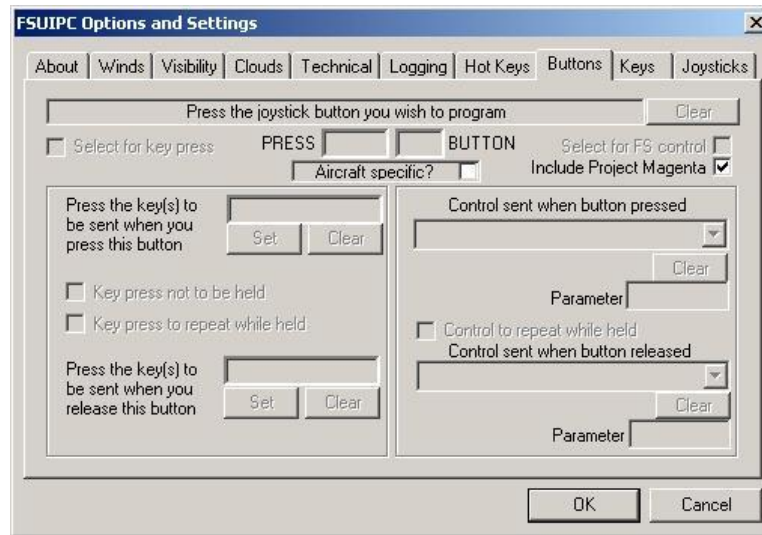 FSUIPC Options and Settings
About Winds Visibility Clouds Technical Logging Hot Keys Buttons Keys Joysticks
Press the joystick button you wish to program Clear
Select for key press PRESS BUTTON Select for FS control
Aircraft specific? Include Project Magenta
Press the key(s) to
be sent when you
press this button
Set Clear
Key press not to be held
Key press to repeat while held
Press the key(s) to
be sent when you
release this button
Set Clear
Control sent when button pressed
Clear
Parameter
Control to repeat while held
Control sent when button released
Clear
Parameter
OK Cancel